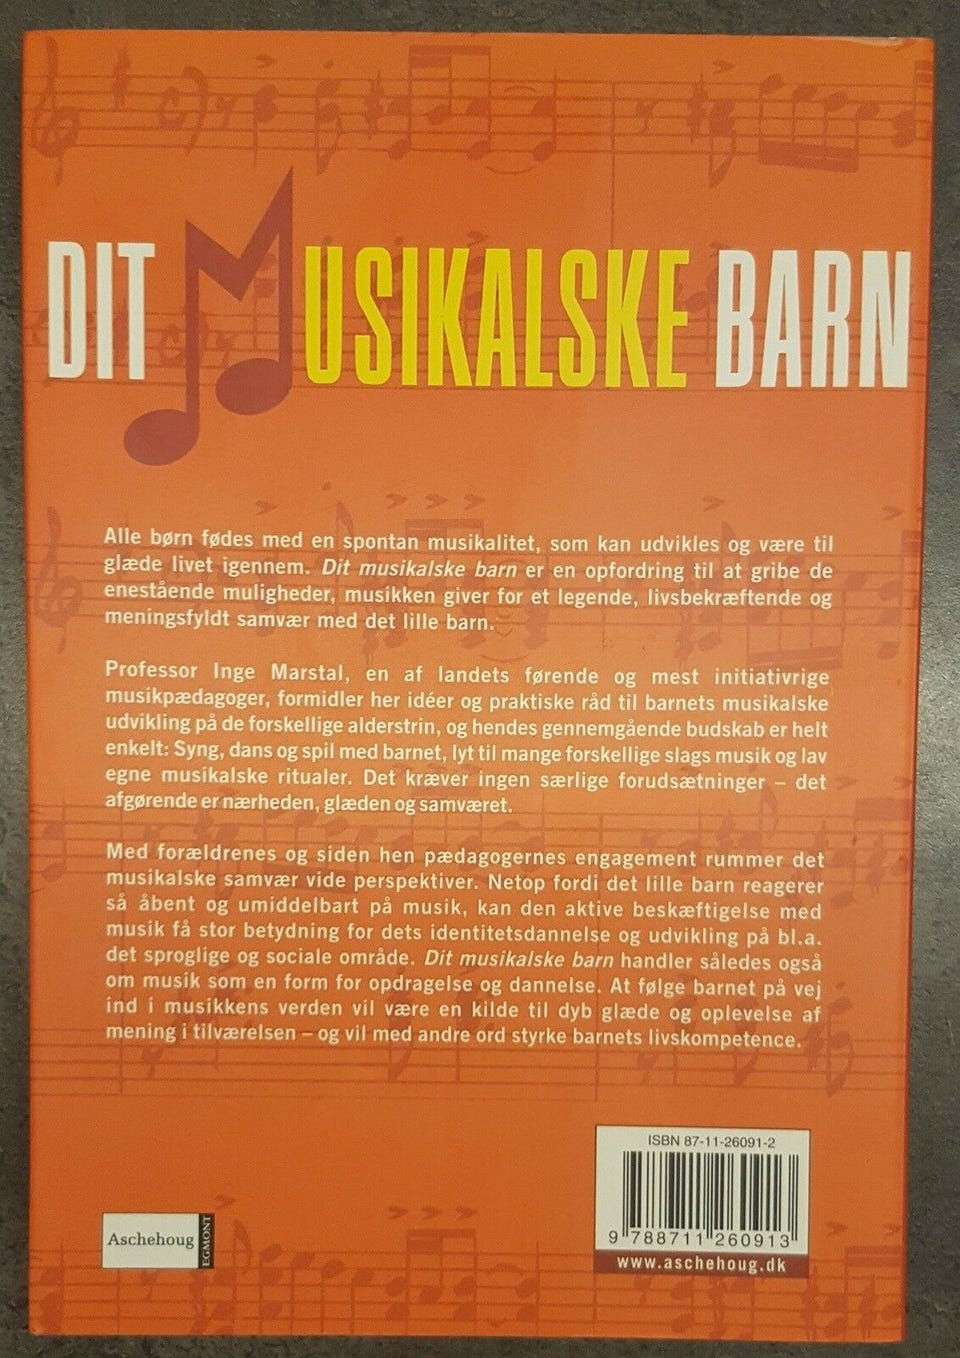 DIT MUSIKALSKE BARN
Alle børn fødes med en spontan musikalitet, som kan udvikles og være til
glæde livet igennem. Dit musikalske barn er en opfordring til at gribe de
enestående muligheder, musikken giver for et legende, livsbekræftende og
meningsfyldt samvær med det lille barn.
Professor Inge Marstal, en af landets førende og mest initiativrige
musikpædagoger, formidler her idéer og praktiske råd til barnets musikalske
udvikling på de forskellige alderstrin, og hendes gennemgående budskab er helt
enkelt: Syng, dans og spil med barnet, lyt til mange forskellige slags musik og lav
egne musikalske ritualer. Det kræver ingen særlige forudsætninger – det
afgørende er nærheden, glæden og samværet.
Med forældrenes og siden hen pædagogernes engagement rummer det
musikalske samvær vide perspektiver. Netop fordi det lille barn reagerer
så åbent og umiddelbart på musik, kan den aktive beskæftigelse med
musik få stor betydning for dets identitetsdannelse og udvikling på bl.a.
det sproglige og sociale område. Dit musikalske barn handler således også
om musik som en form for opdragelse og dannelse. At følge barnet på vej
ind i musikkens verden vil være en kilde til dyb glæde og oplevelse af
mening i tilværelsen – og vil med andre ord styrke barnets livskompetence.
ISBN 87-11-26091-2
9 788711 260913
www.aschehoug.dk
Aschehoug
EGMONT